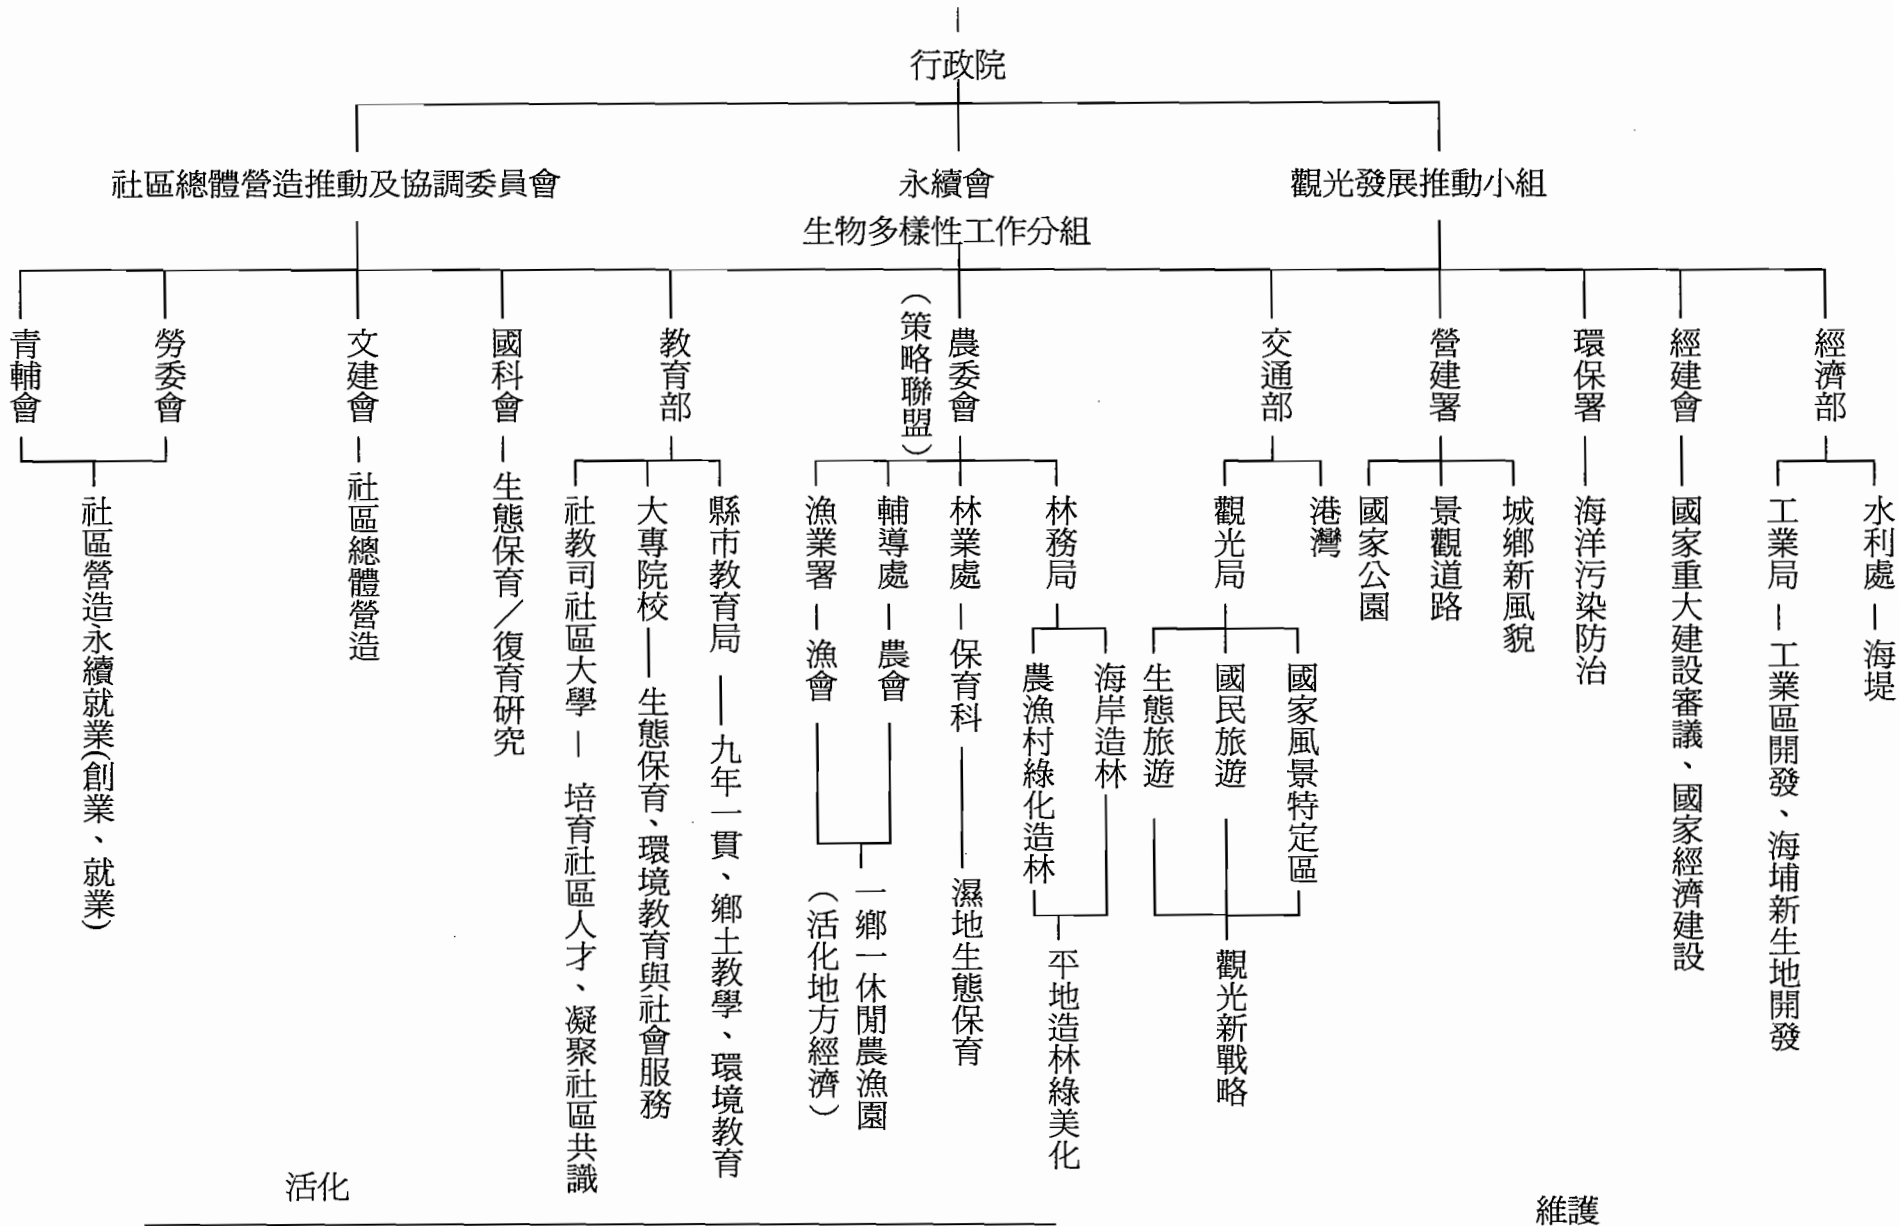 行政院
社區總體營造推動及協調委員會
永續會
生物多樣性工作分組
觀光發展推動小組
青輔會
勞委會
社區營造永續就業(創業、就業)
文建會
社區總體營造
國科會
生態保育／復育研究
教育部
社教司社區大學
培育社區人才、凝聚社區共識
大專院校
生態保育、環境教育與社會服務
縣市教育局
九年一貫、鄉土教學、環境教育
農委會
（策略聯盟）
漁業署
漁會
輔導處
農會
一鄉一休閒農漁園
（活化地方經濟）
林業處
保育科
濕地生態保育
林務局
農漁村綠化造林
海岸造林
平地造林綠美化
交通部
觀光局
生態旅遊
國民旅遊
國家風景特定區
觀光新戰略
港灣
營建署
國家公園
景觀道路
城鄉新風貌
環保署
海洋污染防治
經建會
國家重大建設審議、國家經濟建設
經濟部
工業局
工業區開發、海埔新生地開發
水利處
海堤
活化
維護